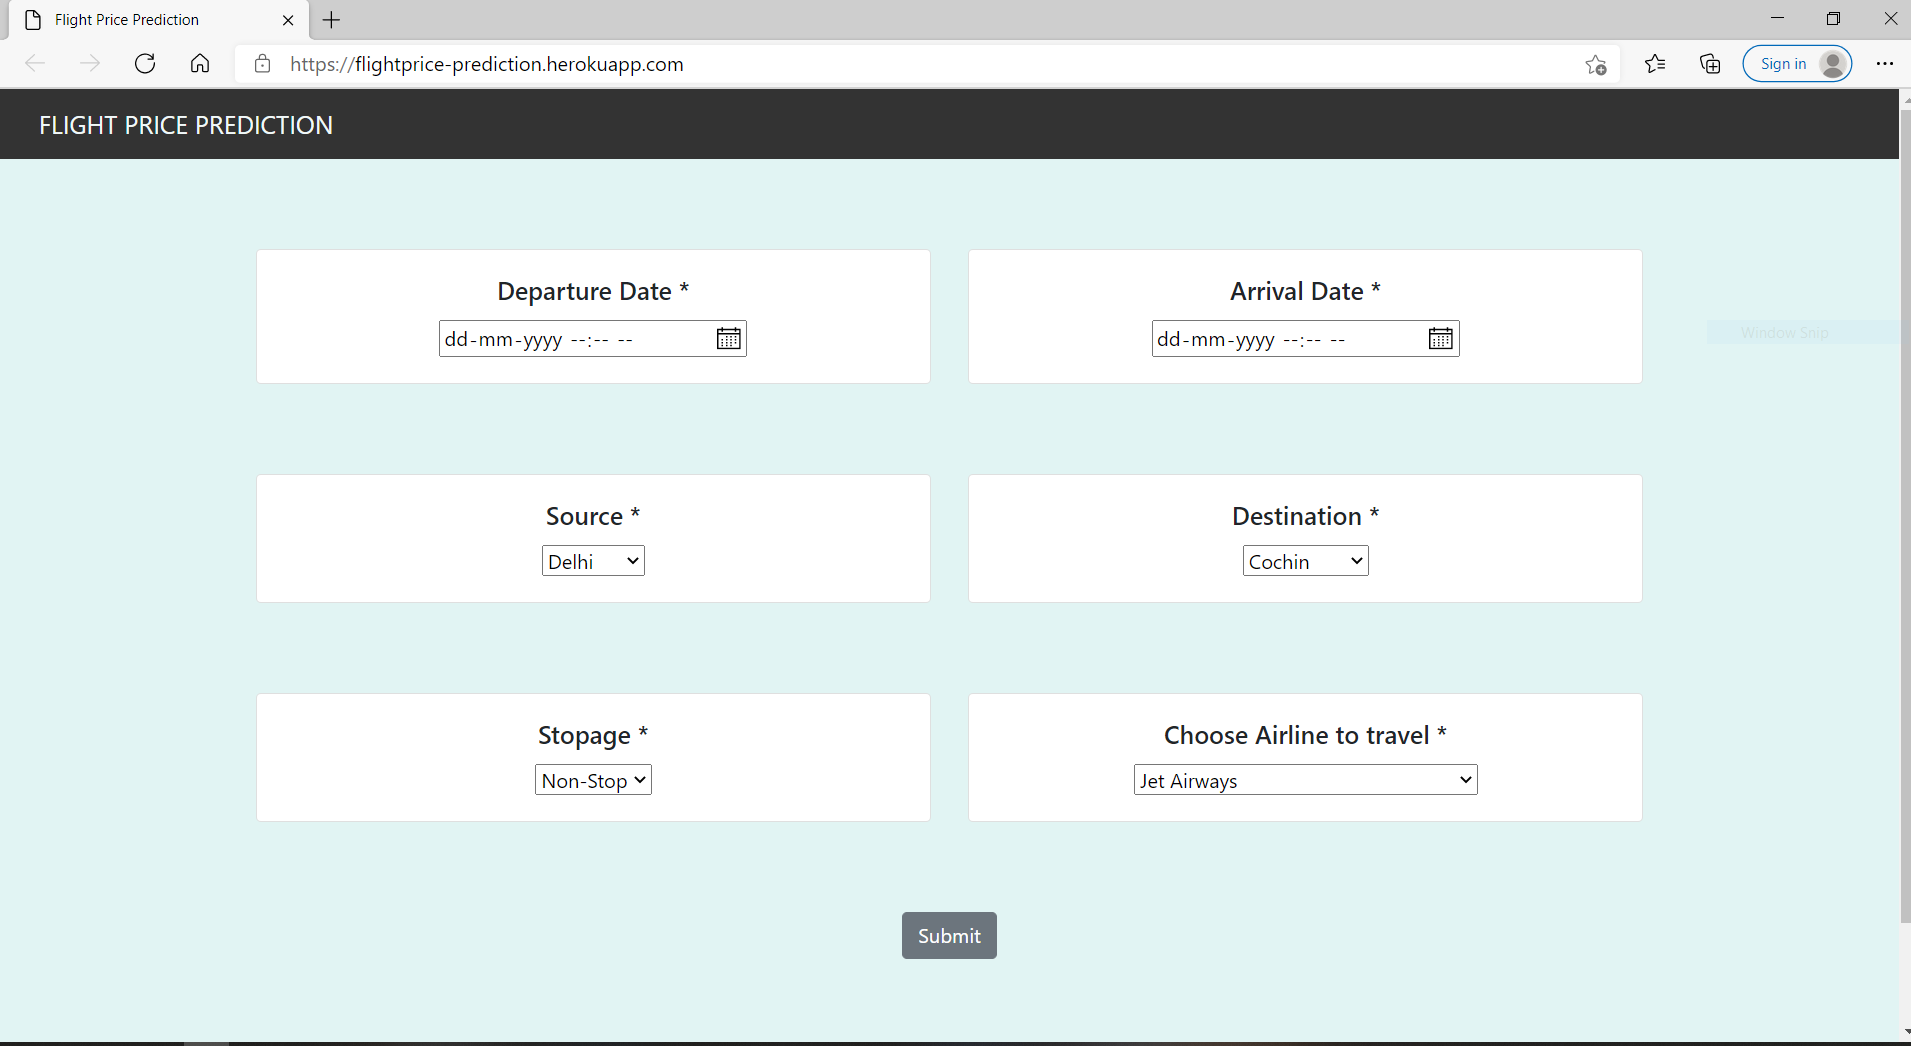 Flight Price Prediction
https://flightprice-prediction.herokuapp.com
Sign in
FLIGHT PRICE PREDICTION
Departure Date *
dd-mm-yyyy --:-- --
Arrival Date *
dd-mm-yyyy --:-- --
Window Snip
Source *
Delhi
Destination *
Cochin
Stopage *
Non-Stop
Choose Airline to travel *
Jet Airways
Submit